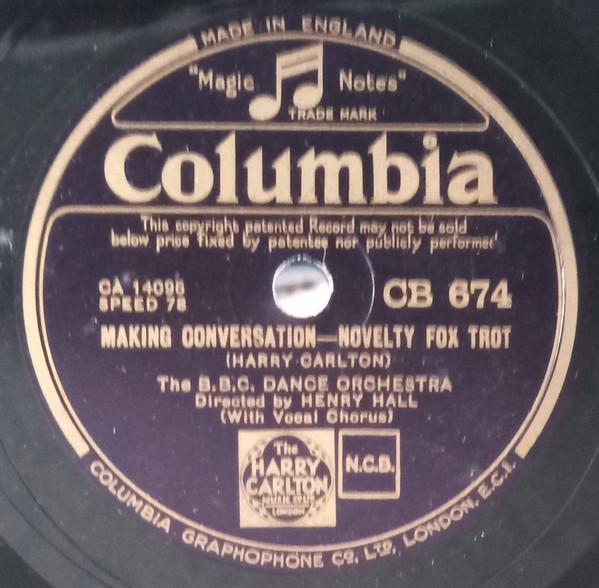 MADE IN ENGLAND
"Magic Notes"
TRADE MARK
Columbia
This copyright patented Record may not be sold
below price fixed by patentee nor publicly performed
CA 14098
SPEED 78
CB 674
MAKING CONVERSATION—NOVELTY FOX TROT
(HARRY CARLTON)
The B.B.C. DANCE ORCHESTRA
Directed by HENRY HALL
(With Vocal Chorus)
The
HARRY
CARLTON
MUSIC
LONDON
N.C.B.
COLUMBIA GRAPHOPHONE CO. LTD. LONDON, E.C.1.